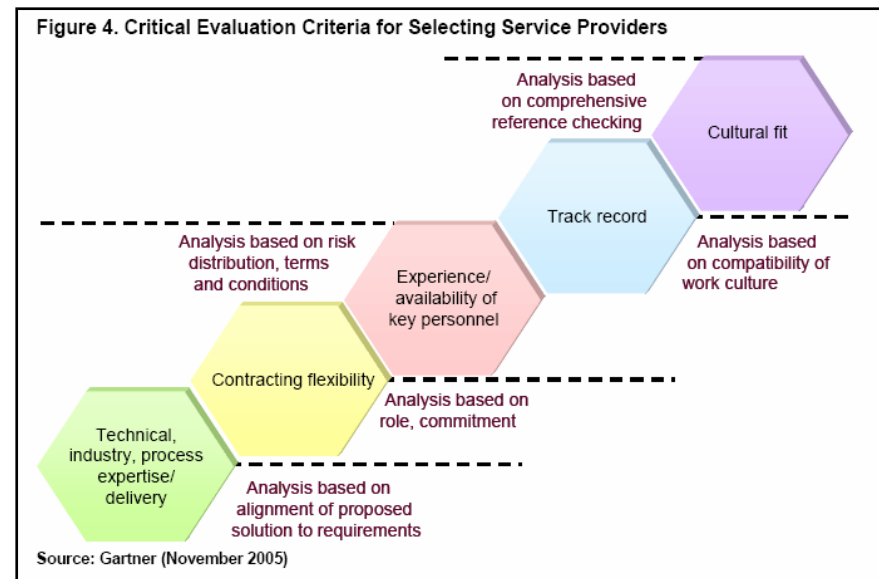 Figure 4. Critical Evaluation Criteria for Selecting Service Providers
Analysis based
on comprehensive
reference checking
Cultural fit
Track record
Analysis based
on compatibility of
work culture
Analysis based on risk
distribution, terms
and conditions
Experience/
availability of
key personnel
Contracting flexibility
Analysis based on
role, commitment
Technical,
industry, process
expertise/
delivery
Analysis based on
alignment of proposed
solution to requirements
Source: Gartner (November 2005)